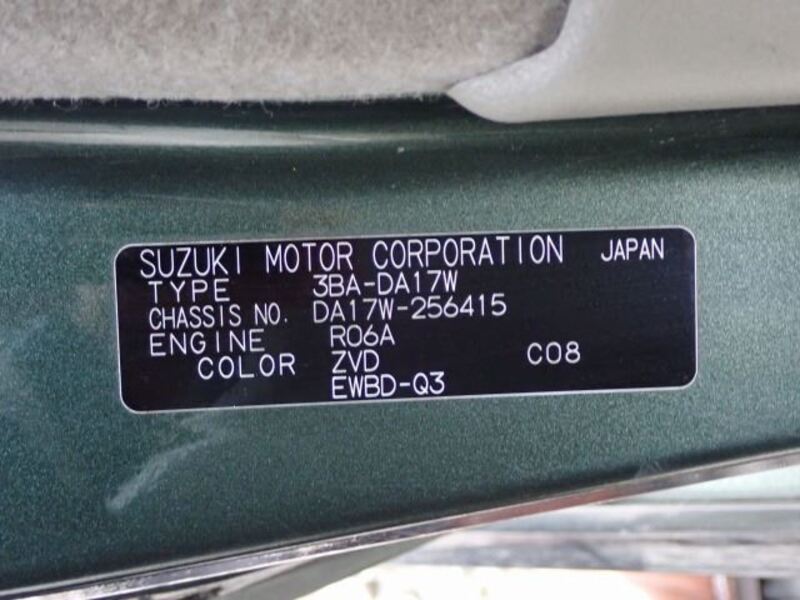 SUZUKI MOTOR CORPORATION JAPAN
TYPE 3BA-DA17W
CHASSIS NO. DA17W-256415
ENGINE R06A
COLOR ZVD C08
EWBD-Q3